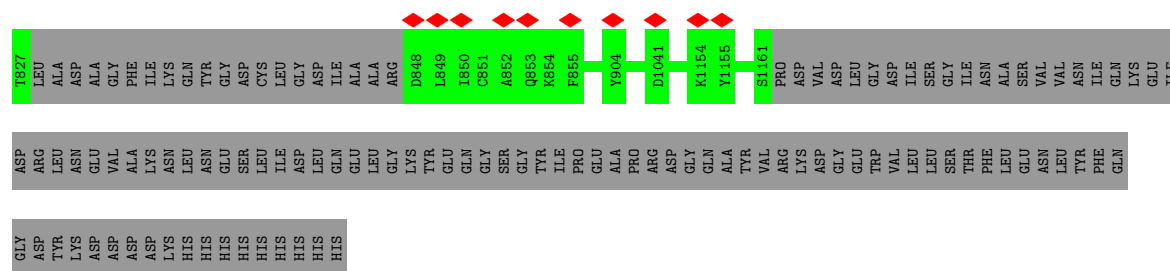 T827 LEU ALA ASP ALA GLY PHE ILE LYS GLN TYR GLY ASP CYS LEU GLY ASP ILE ALA ALA ARG D848 L849 I850 C851 A852 Q853 K854 F855 Y904 D1041 K1154 Y1155 S1161 PRO ASP VAL ASP LEU GLY ASP ILE SER GLY ILE ASN ALA SER VAL VAL ASN ILE GLN LYS GLU ILE
ASP ARG LEU ASN GLU VAL ALA LYS ASN LEU ASN GLU SER LEU ILE ASP LEU GLN GLU LEU GLY LYS TYR GLU GLN GLY SER GLY TYR ILE PRO GLU ALA PRO ARG ASP GLY GLN ALA TYR VAL ARG LYS ASP GLY GLU TRP VAL LEU LEU SER THR PHE LEU GLU ASN LEU TYR PHE GLN
GLY ASP TYR LYS ASP ASP ASP ASP LYS HIS HIS HIS HIS HIS HIS HIS HIS HIS